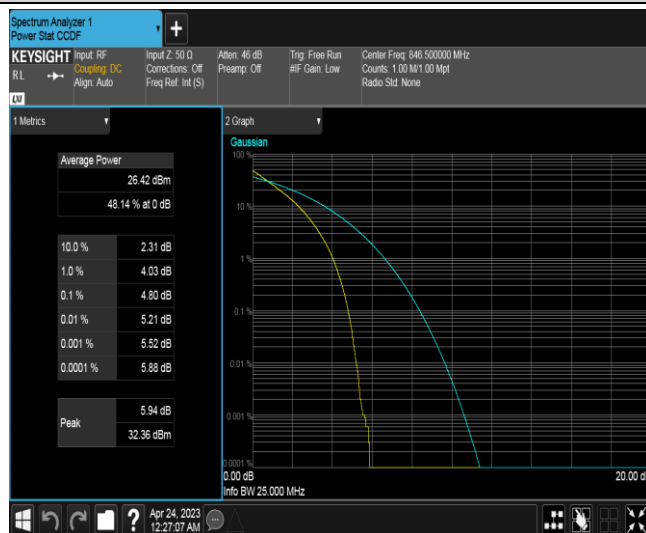 Spectrum Analyzer 1
Power Stat CCDF
KEYSIGHT
RL
LXI
Input: RF
Coupling: DC
Align: Auto
Input Z: 50 Ω
Corrections: Off
Freq Ref: Int (S)
Atten: 46 dB
Preamp: Off
Trig: Free Run
#IF Gain: Low
Center Freq: 846.500000 MHz
Counts: 1.00 M/1.00 Mpt
Radio Std: None
1 Metrics
Average Power
26.42 dBm
48.14 % at 0 dB
10.0 % 2.31 dB
1.0 % 4.03 dB
0.1 % 4.80 dB
0.01 % 5.21 dB
0.001 % 5.52 dB
0.0001 % 5.88 dB
Peak
5.94 dB
32.36 dBm
2 Graph
Gaussian
100 %
10 %
1 %
0.1 %
0.01 %
0.001 %
0.0001 %
0.00 dB
20.00 d
Info BW 25.000 MHz
?
Apr 24, 2023
12:27:07 AM